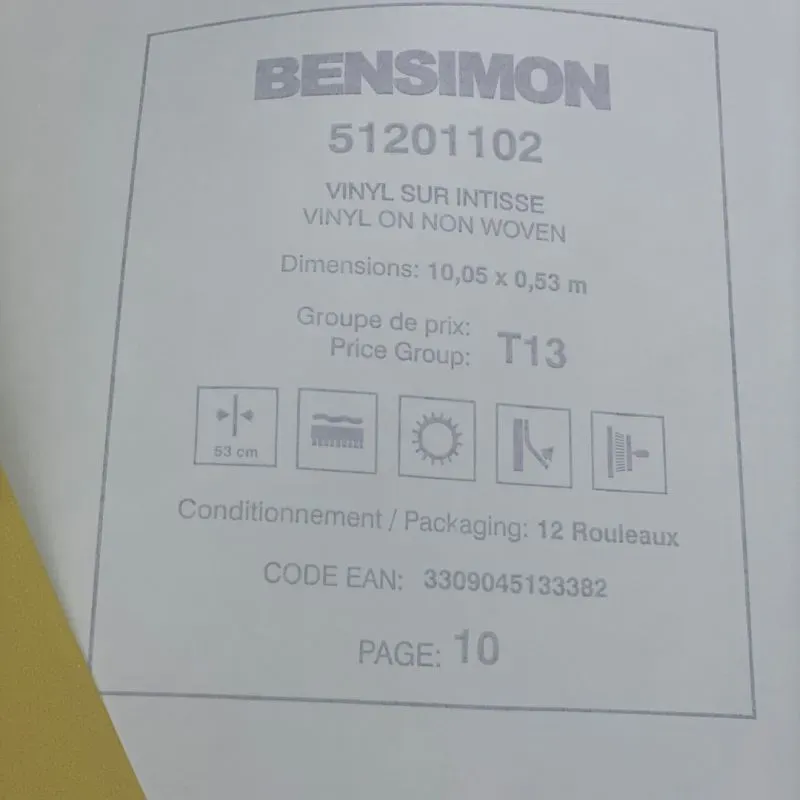 BENSIMON
51201102
VINYL SUR INTISSE
VINYL ON NON WOVEN
Dimensions: 10,05 x 0,53 m
Groupe de prix:
Price Group: T13
53 cm
Conditionnement / Packaging: 12 Rouleaux
CODE EAN: 3309045133382
PAGE: 10